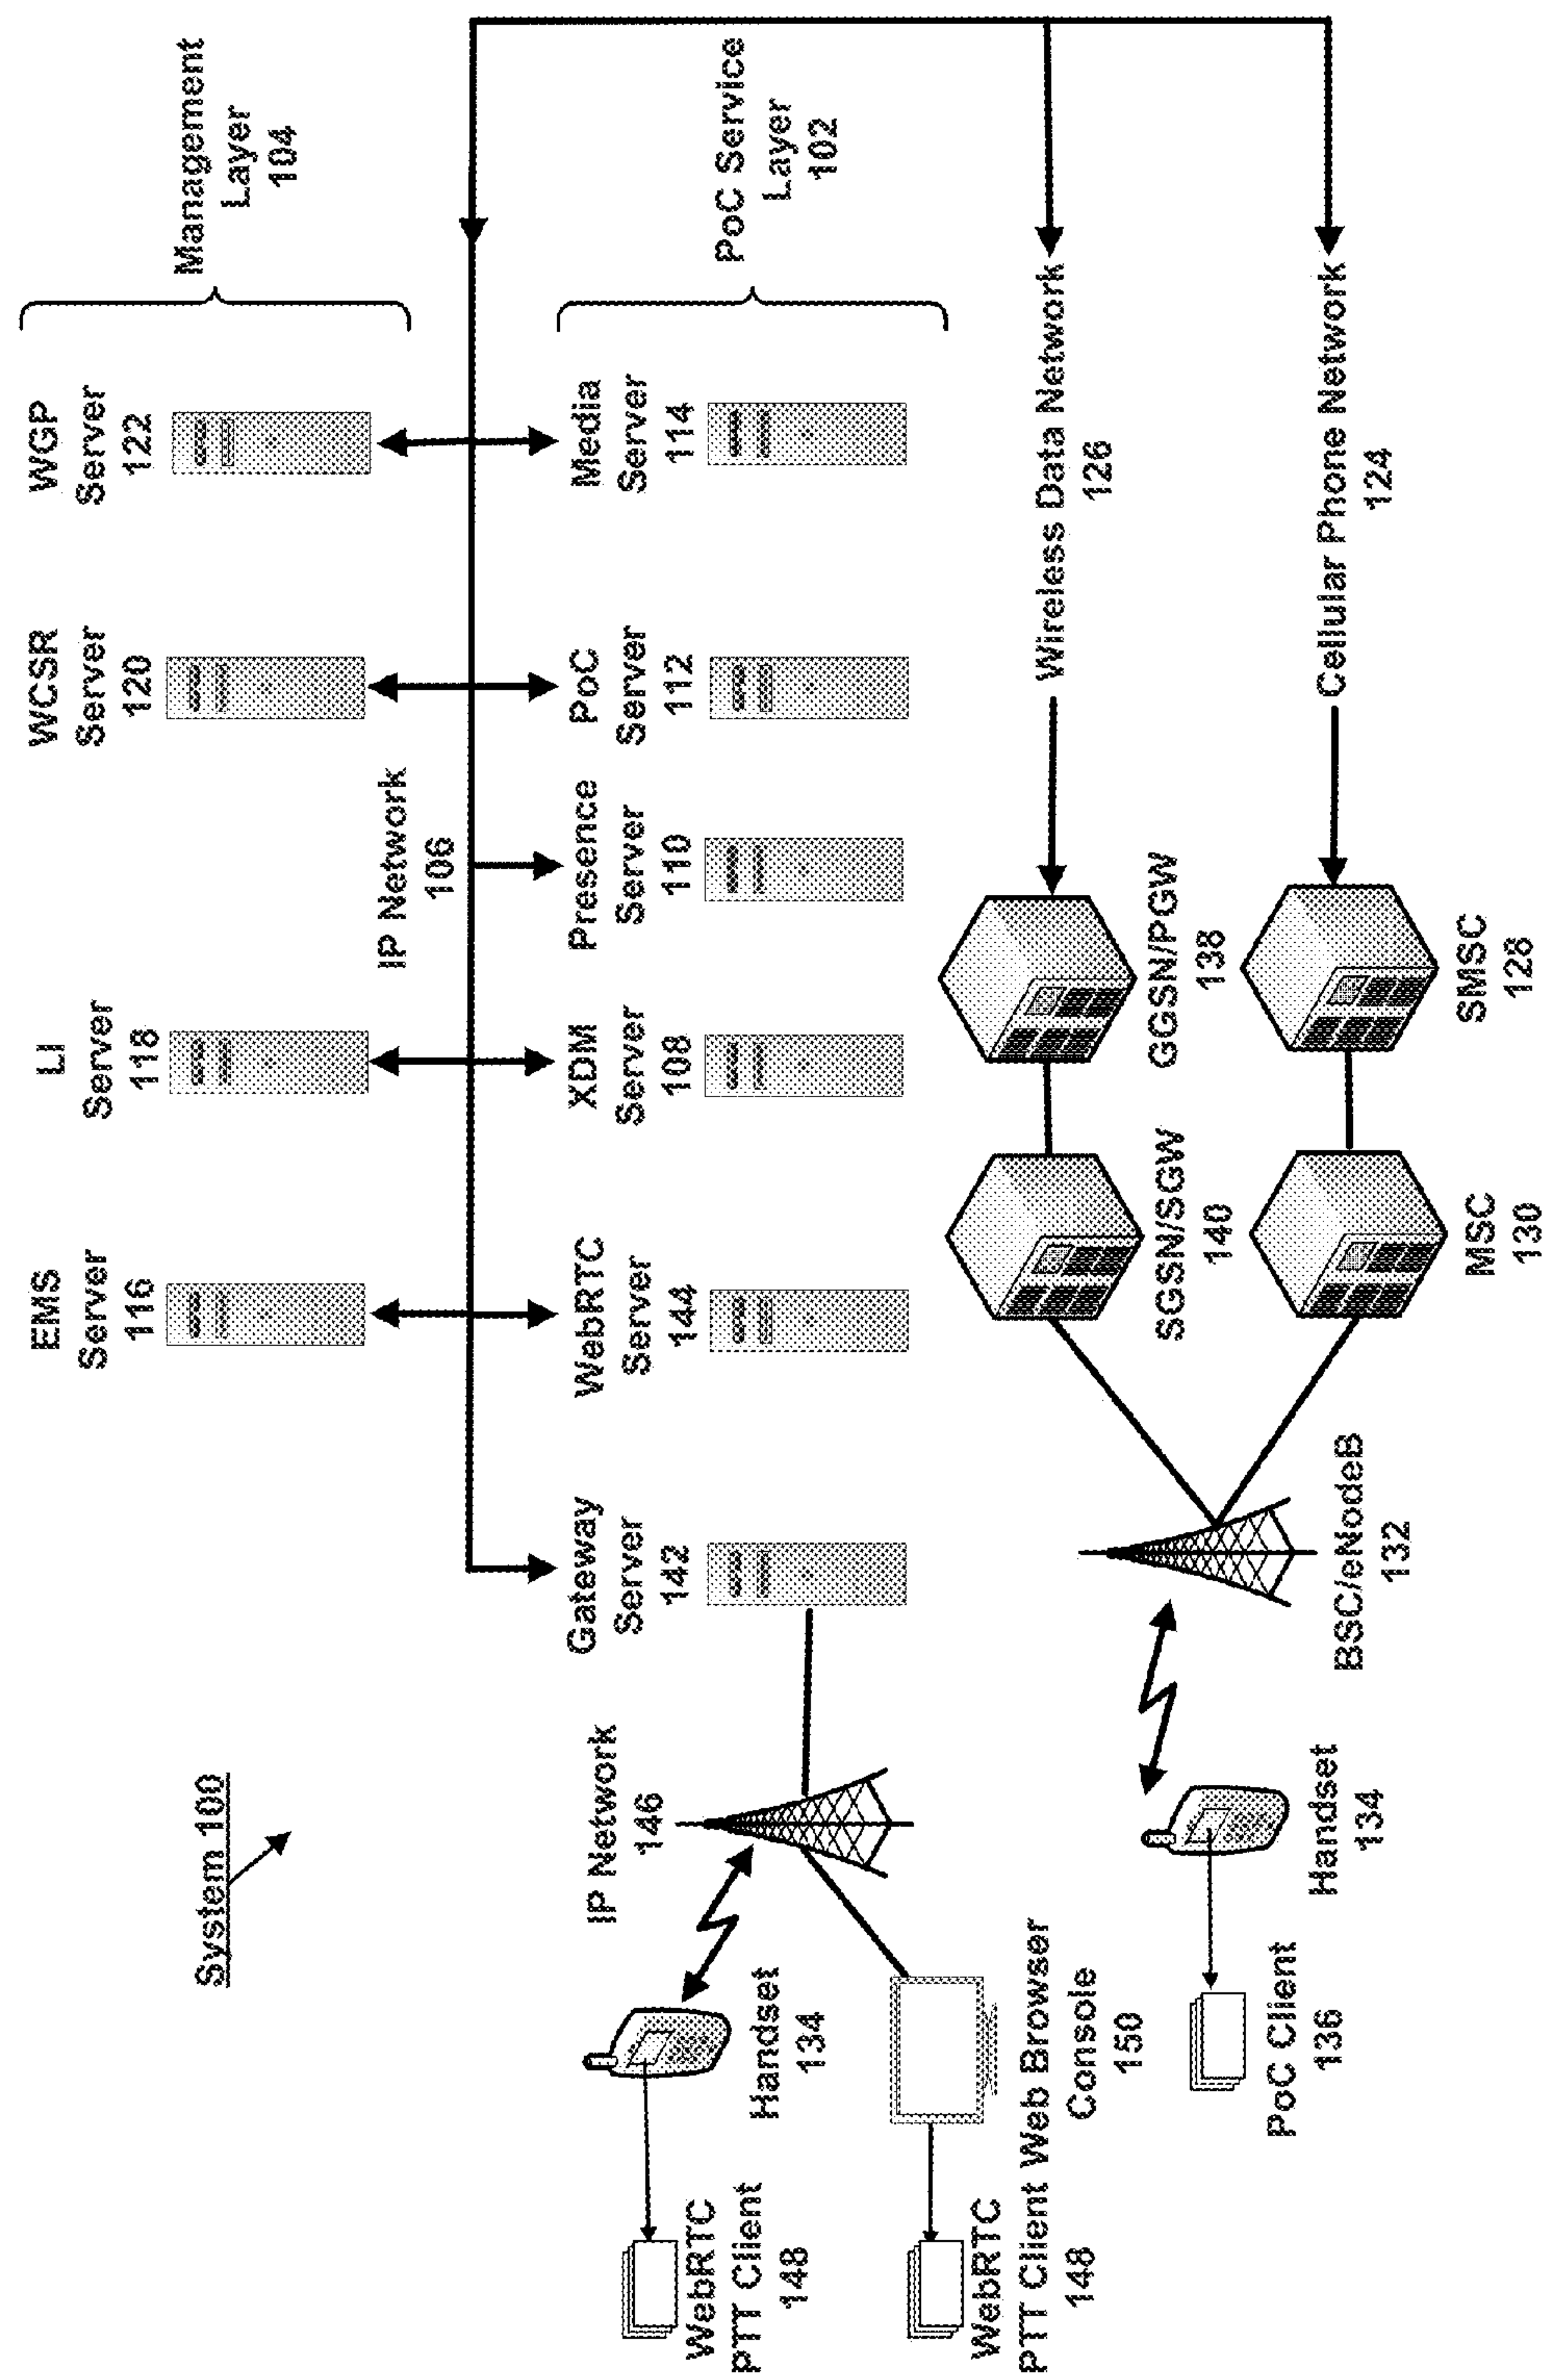 System 100
EMS
Server
116
LI
Server
118
WCSR
Server
120
WGP
Server
122
Management
Layer
104
IP Network
106
Gateway
Server
142
WebRTC
Server
144
XDM
Server
108
Presence
Server
110
PoC
Server
112
Media
Server
114
PoC Service
Layer
102
IP Network
146
Handset
134
WebRTC
PTT Client
148
WebRTC
PTT Client
148
Web Browser
Console
150
SGSN/SGW
140
GGSN/PGW
138
Wireless Data Network
126
BSC/eNodeB
132
MSC
130
SMSC
128
Cellular Phone Network
124
Handset
134
PoC Client
136